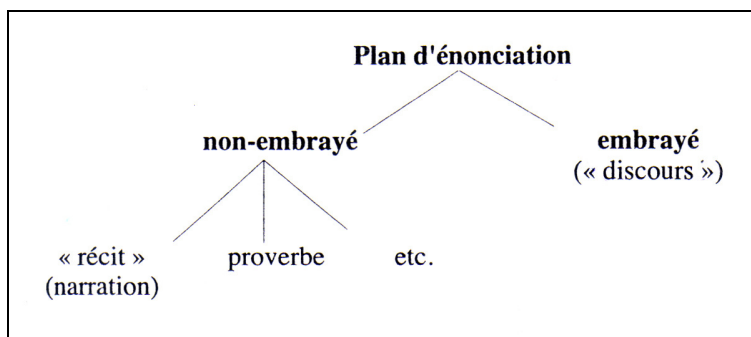 Plan d'énonciation
non-embrayé
embrayé
(« discours »)
« récit »
(narration)
proverbe
etc.